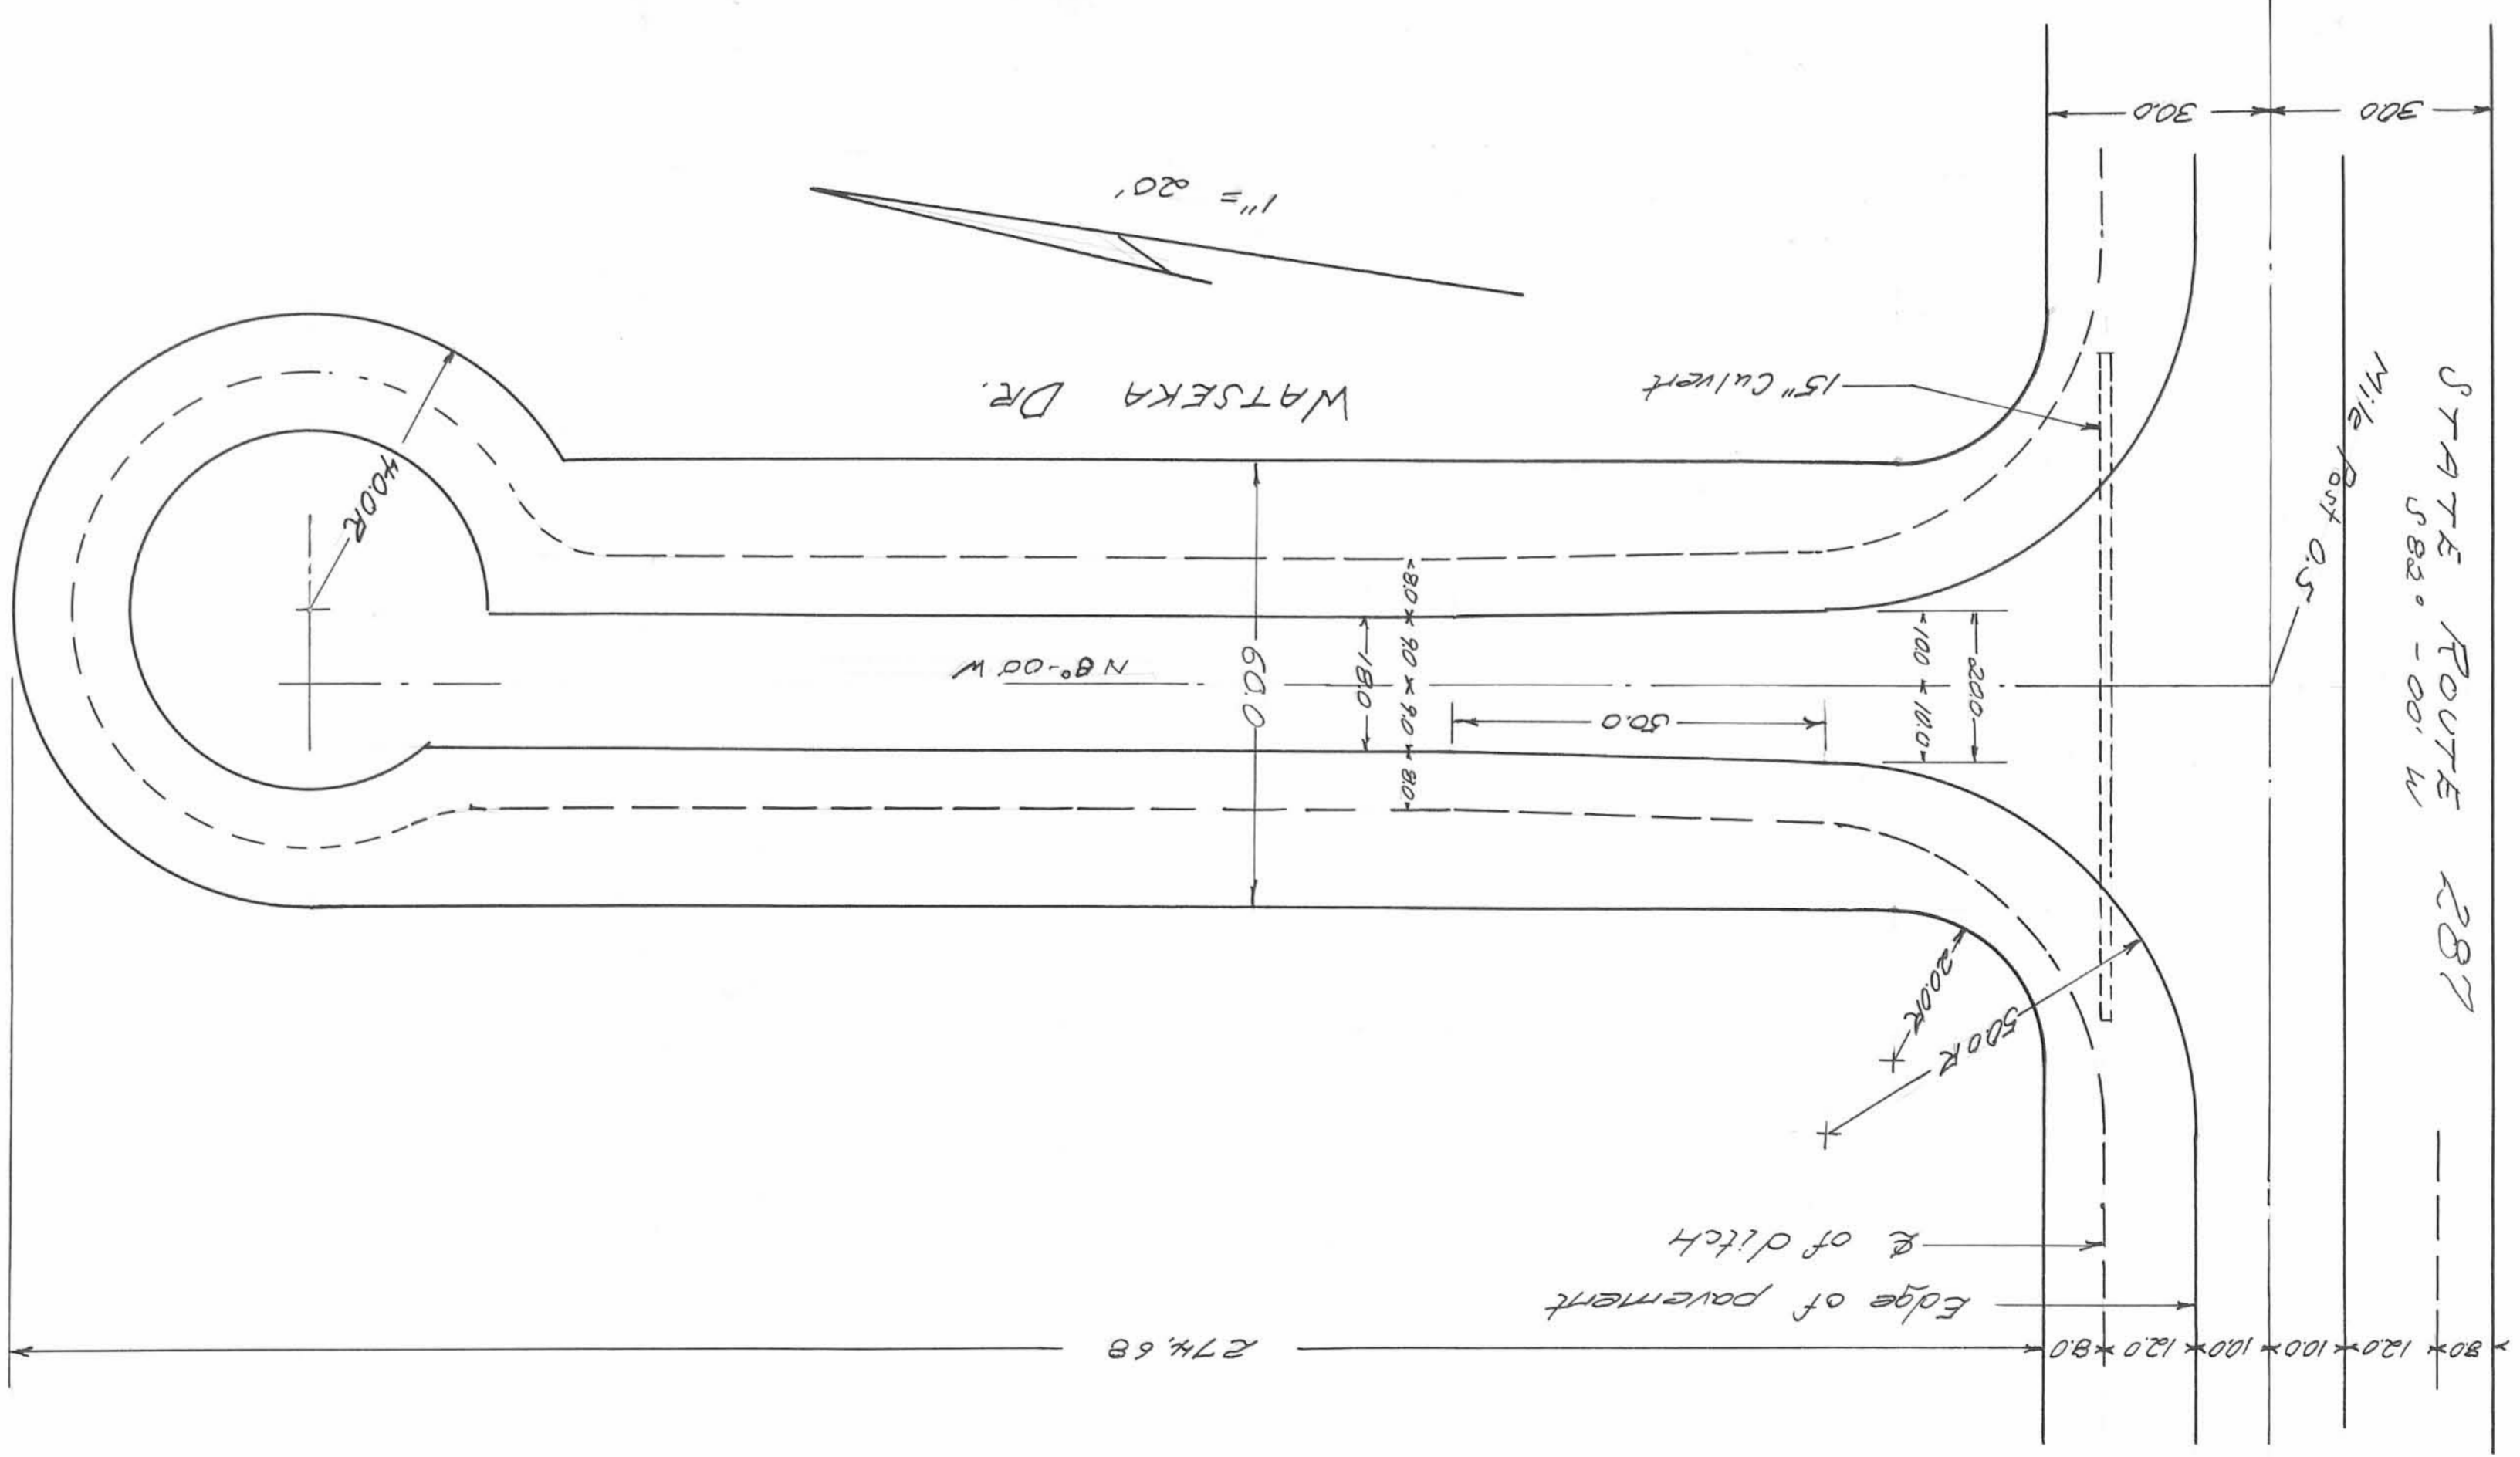 STATE ROUTE 287
S 82° - 00' W
Mile Post 0.5
30.0
30.0
1" = 20'
WATSEKA DR.
15" Culvert
40.0R
N 8° - 00' W
60.0
18.0
8.0
9.0
9.0
8.0
50.0
10.0
10.0
20.0
20.0R
50.0R
℄ of ditch
Edge of pavement
274.68
8.0
12.0
10.0
10.0
12.0
8.0